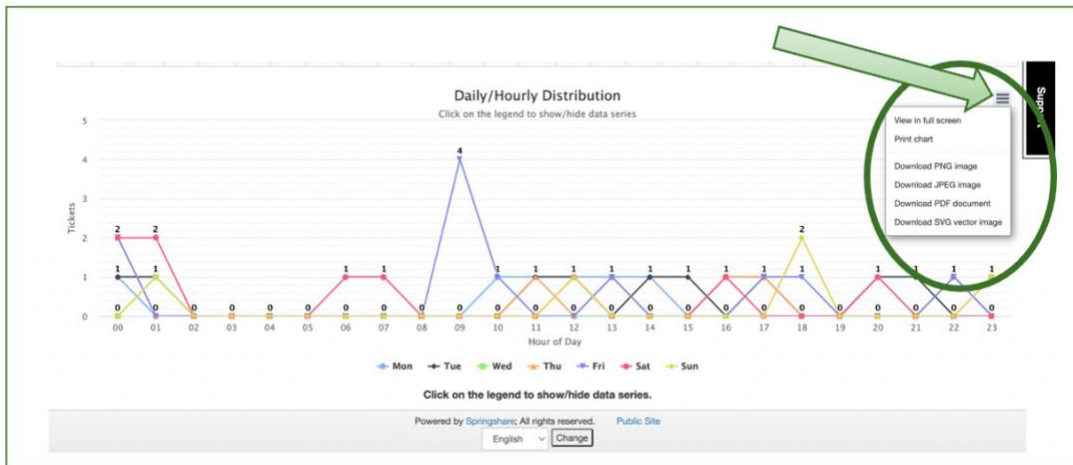 Daily/Hourly Distribution
Click on the legend to show/hide data series
View in full screen
Print chart
Download PNG image
Download JPEG image
Download PDF document
Download SVG vector image
5
4
3
2
1
0
Tickets
2 2 4 2
1 1 1 1 1 1 1 1 1 1 1 1 1 1 1 1 1
0 0 0 0 0 0 0 0 0 0 0 0 0 0 0 0 0 0 0 0 0 0 0 0
00 01 02 03 04 05 06 07 08 09 10 11 12 13 14 15 16 17 18 19 20 21 22 23
Hour of Day
Mon Tue Wed Thu Fri Sat Sun
Click on the legend to show/hide data series.
Powered by Springshare; All rights reserved. Public Site
English Change